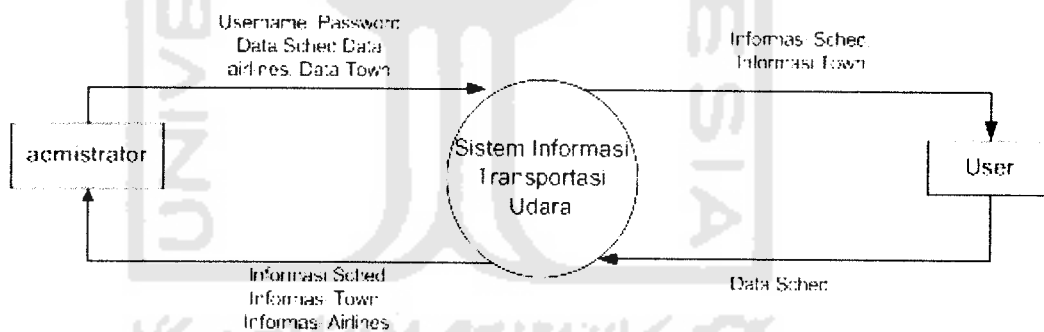 Username, Password
Data Sched Data
airlines, Data Town
Informasi Sched
Informasi Town
acmistrator
Sistem Informasi
Transportasi
Udara
User
Informasi Sched
Informasi Town
Informasi Airlines
Data Sched